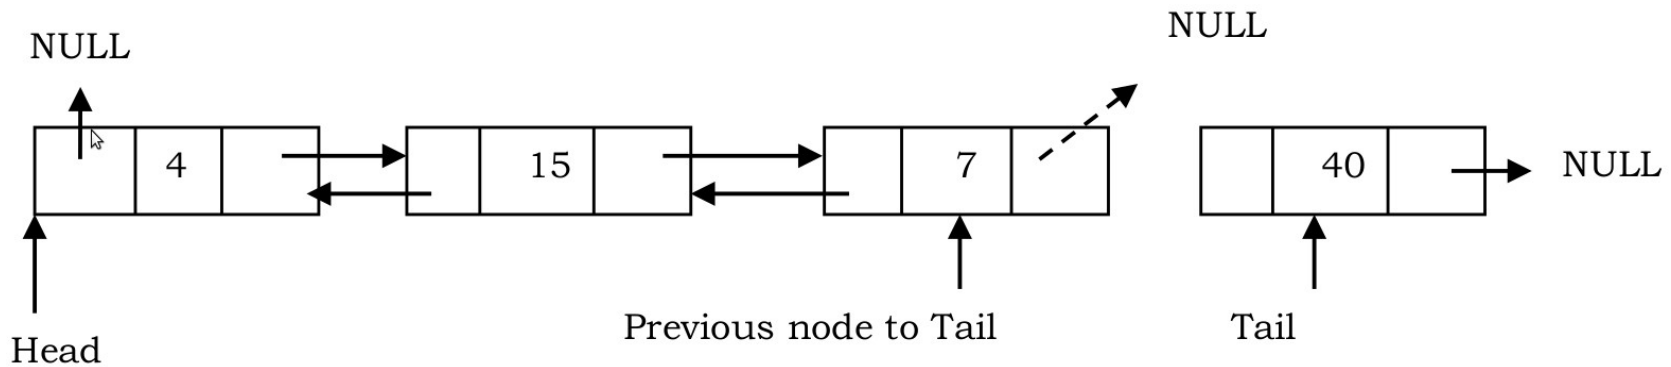 NULL
NULL
4
15
7
40
NULL
Previous node to Tail
Tail
Head